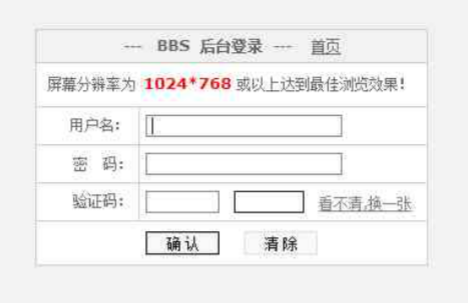 --- BBS 后台登录 --- 首页
屏幕分辨率为 1024*768 或以上达到最佳浏览效果!
用户名:
密 码:
验证码: 看不清,换一张
确认 清除